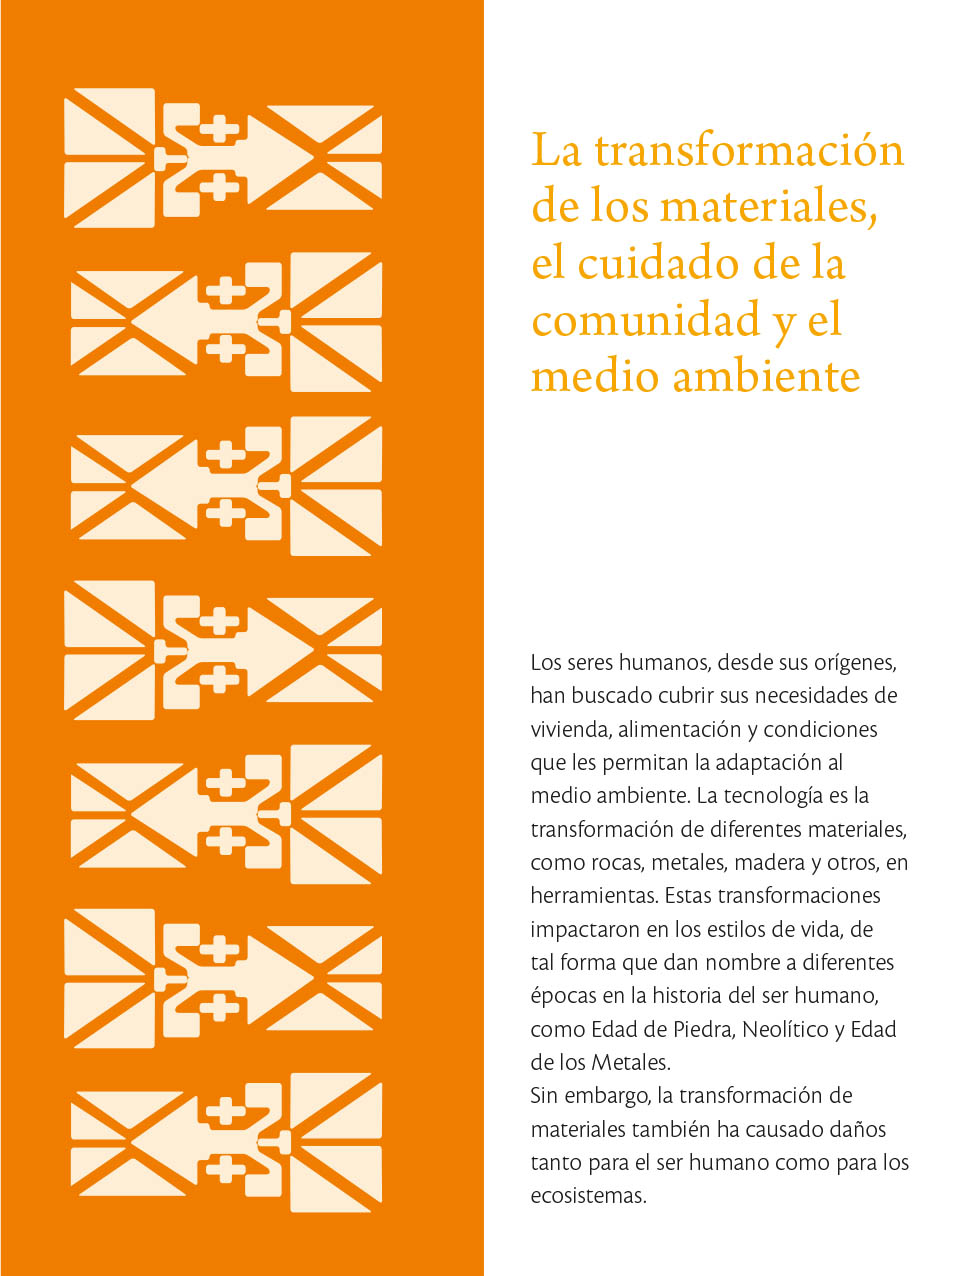 La transformación
de los materiales,
el cuidado de la
comunidad y el
medio ambiente
Los seres humanos, desde sus orígenes,
han buscado cubrir sus necesidades de
vivienda, alimentación y condiciones
que les permitan la adaptación al
medio ambiente. La tecnología es la
transformación de diferentes materiales,
como rocas, metales, madera y otros, en
herramientas. Estas transformaciones
impactaron en los estilos de vida, de
tal forma que dan nombre a diferentes
épocas en la historia del ser humano,
como Edad de Piedra, Neolítico y Edad
de los Metales.
Sin embargo, la transformación de
materiales también ha causado daños
tanto para el ser humano como para los
ecosistemas.